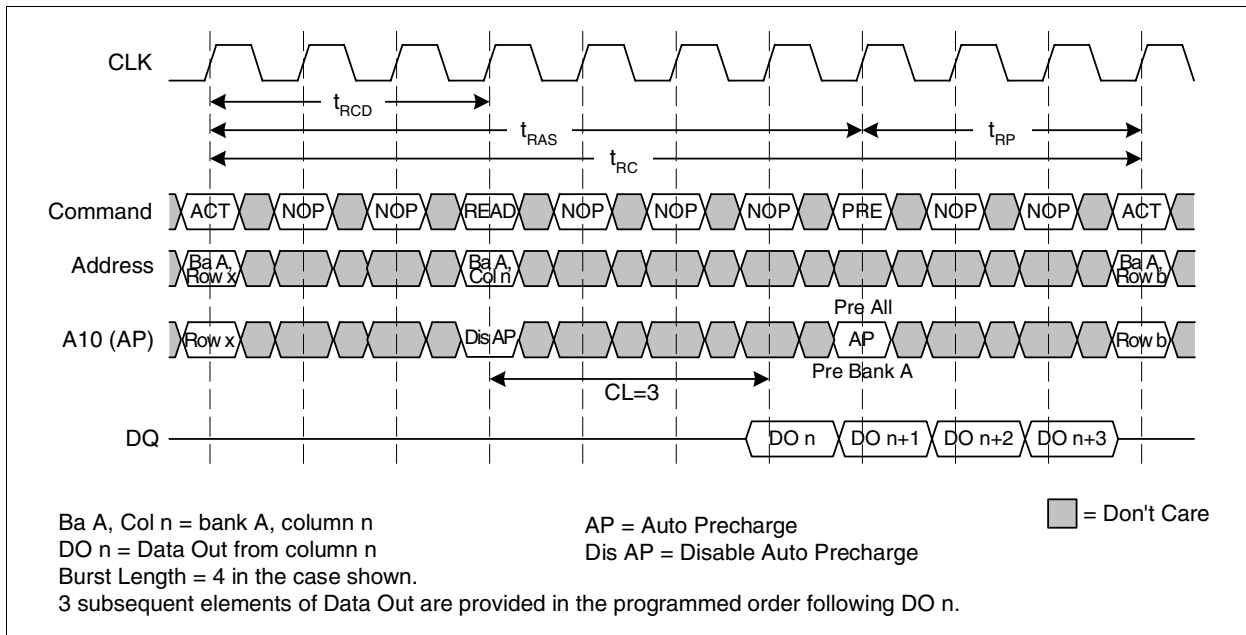 CLK
tRCD
tRAS
tRP
tRC
Command ACT NOP NOP READ NOP NOP NOP PRE NOP NOP ACT
Address Ba A, Row x Ba A, Col n Ba A, Row b
Pre All
A10 (AP) Row x Dis AP AP Row b
Pre Bank A
CL=3
DQ DO n DO n+1 DO n+2 DO n+3
Ba A, Col n = bank A, column n
DO n = Data Out from column n
Burst Length = 4 in the case shown.
3 subsequent elements of Data Out are provided in the programmed order following DO n.
AP = Auto Precharge
Dis AP = Disable Auto Precharge
= Don't Care